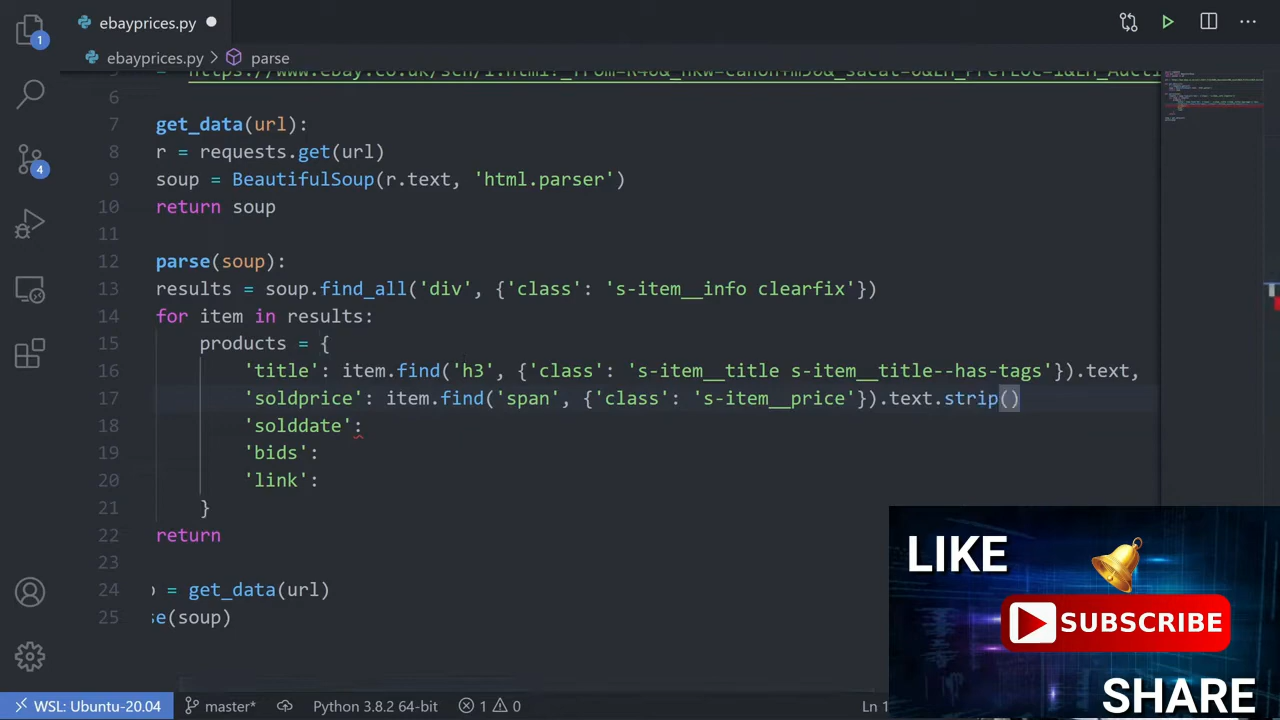 1
ebayprices.py
ebayprices.py > parse
6
7 get_data(url):
8 r = requests.get(url)
9 soup = BeautifulSoup(r.text, 'html.parser')
10 return soup
11
12 parse(soup):
13 results = soup.find_all('div', {'class': 's-item__info clearfix'})
14 for item in results:
15 products = {
16 'title': item.find('h3', {'class': 's-item__title s-item__title--has-tags'}).text,
17 'soldprice': item.find('span', {'class': 's-item__price'}).text.strip()
4
18 'solddate':
19 'bids':
20 'link':
21 }
22 return
23
24 = get_data(url)
25 se(soup)
LIKE
SUBSCRIBE
SHARE
WSL: Ubuntu-20.04 master* Python 3.8.2 64-bit 1 0 Ln 1